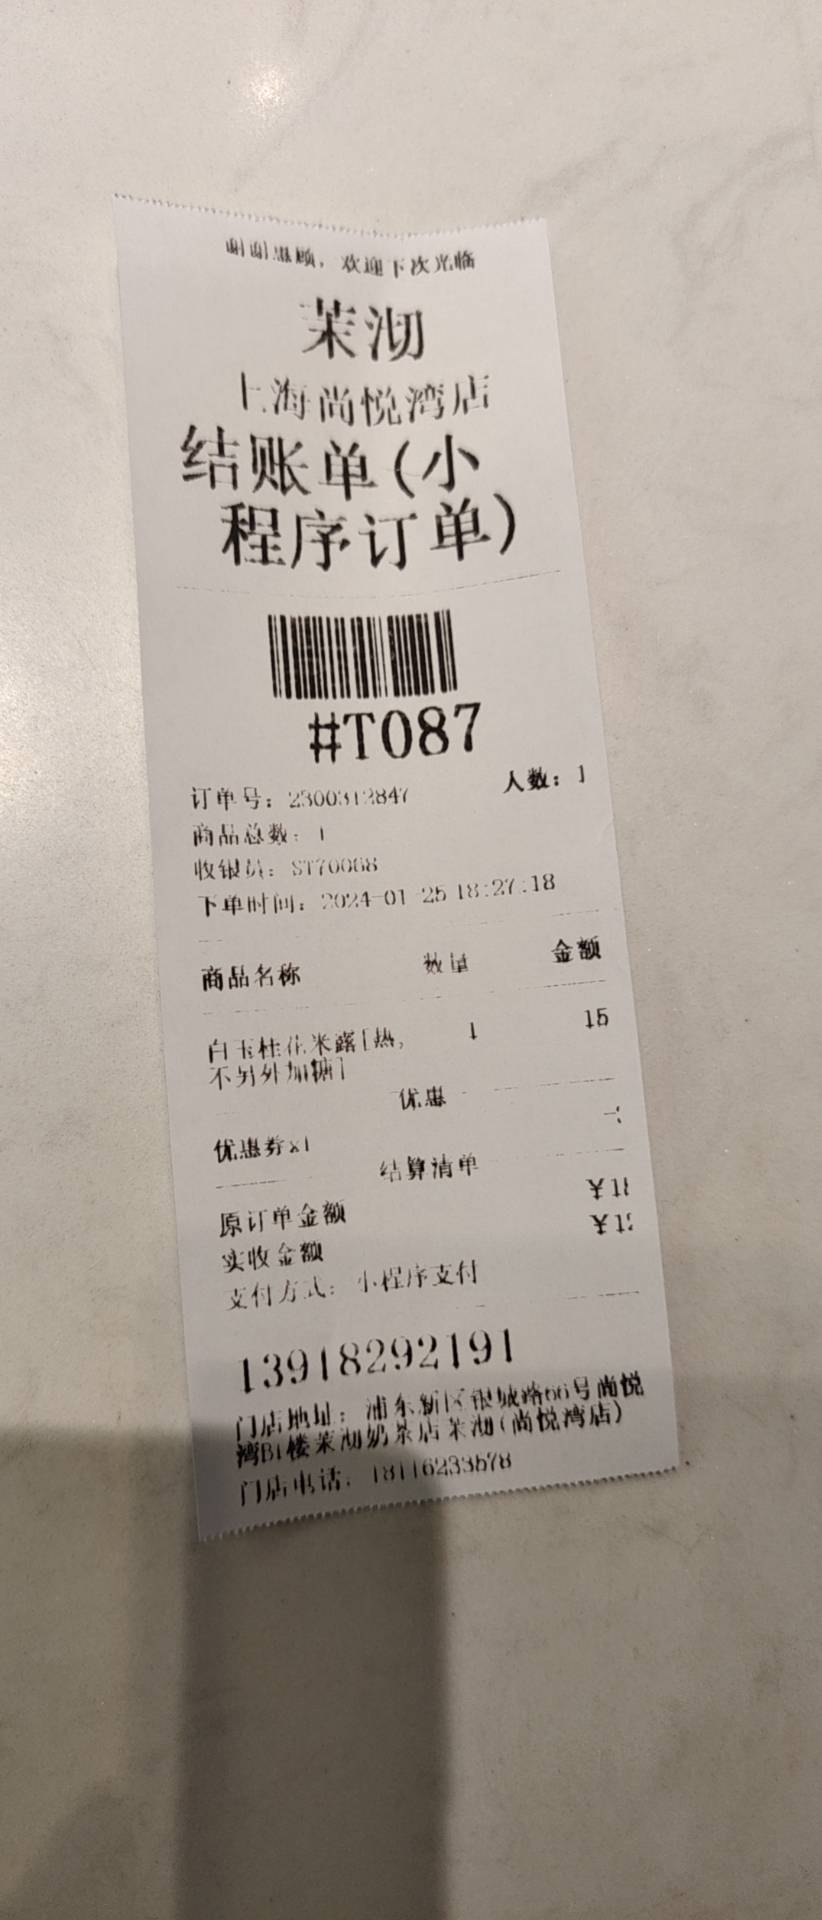 谢谢惠顾，欢迎下次光临
茉沏
上海尚悦湾店
结账单(小
程序订单)
#T087
订单号：2300312847
人数：1
商品总数：1
收银员：ST70068
下单时间：2024-01-25 18:27:18
商品名称 数量 金额
白玉桂花米露[热， 1 15
不另外加糖]
优惠
优惠券x1
结算清单
原订单金额
实收金额
支付方式：小程序支付
13918292191
门店地址：浦东新区银城路66号尚悦
湾B1楼茉沏奶茶店茉沏(尚悦湾店)
门店电话：18116233578